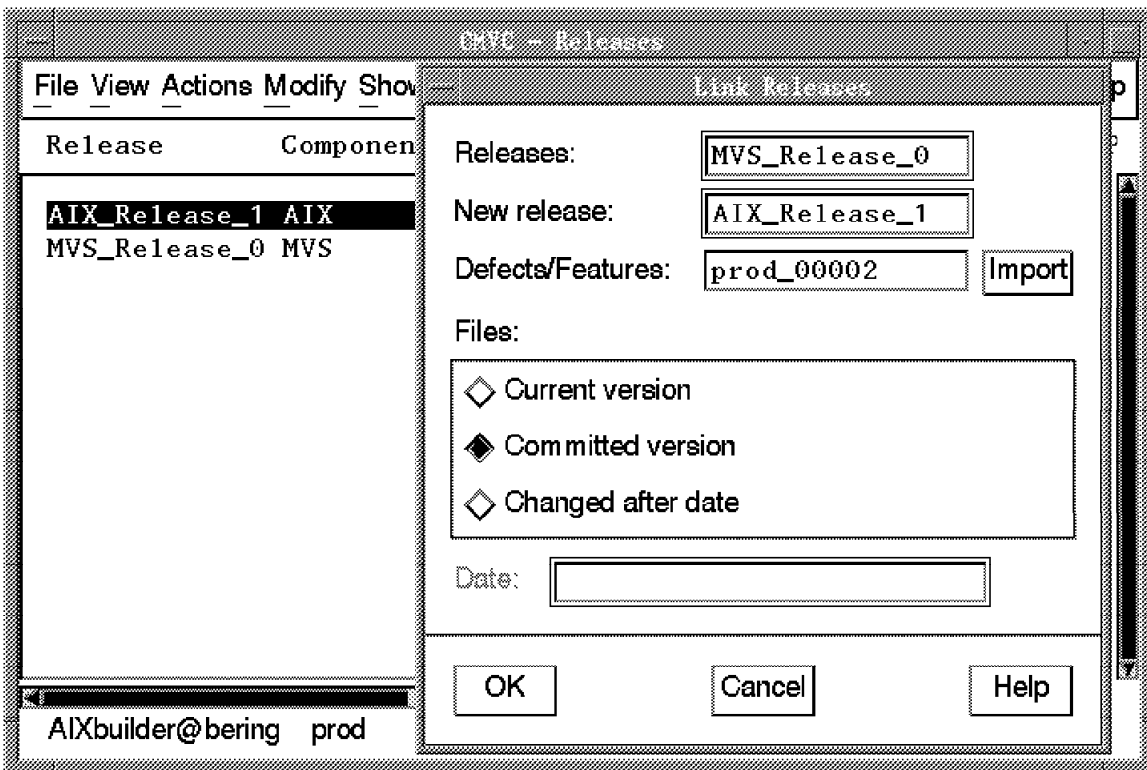 CMVC - Releases
File View Actions Modify Show
Release Componen
AIX_Release_1 AIX
MVS_Release_0 MVS
AIXbuilder@bering prod
Link Releases
Releases: MVS_Release_0
New release: AIX_Release_1
Defects/Features: prod_00002 Import
Files:
Current version
Committed version
Changed after date
Date:
OK Cancel Help